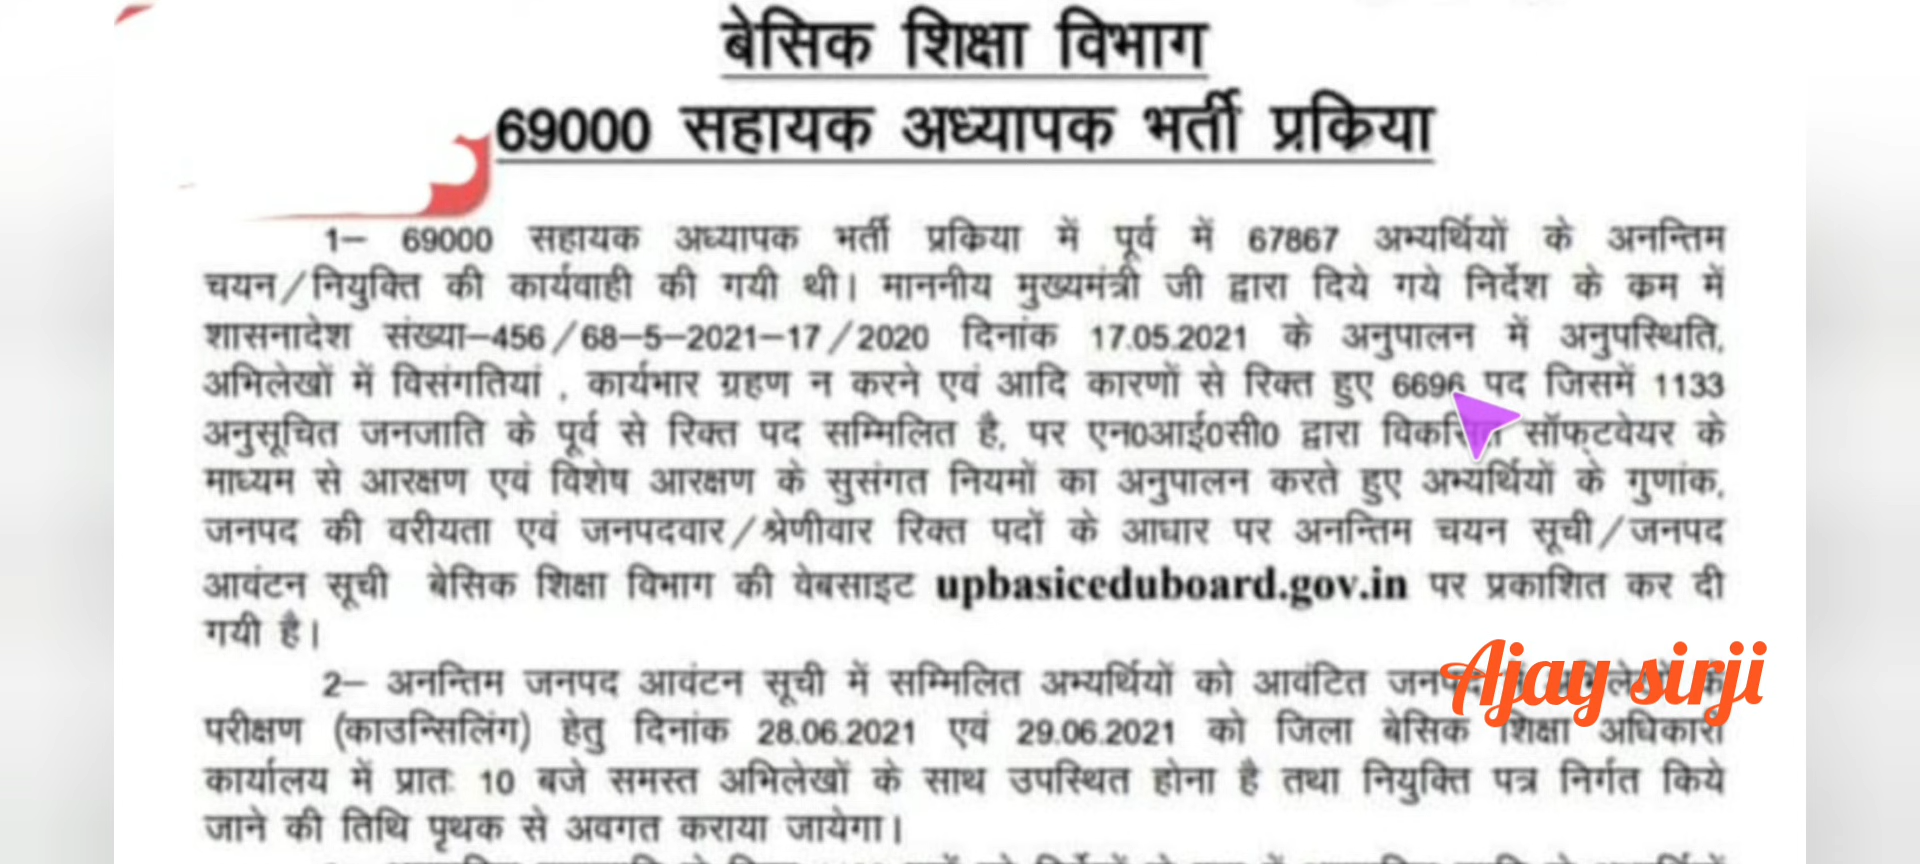 बेसिक शिक्षा विभाग
69000 सहायक अध्यापक भर्ती प्रक्रिया
1– 69000 सहायक अध्यापक भर्ती प्रक्रिया में पूर्व में 67867 अभ्यर्थियों के अनन्तिम
चयन/नियुक्ति की कार्यवाही की गयी थी। माननीय मुख्यमंत्री जी द्वारा दिये गये निर्देश के क्रम में
शासनादेश संख्या–456/68–5–2021–17/2020 दिनांक 17.05.2021 के अनुपालन में अनुपस्थिति,
अभिलेखों में विसंगतियां , कार्यभार ग्रहण न करने एवं आदि कारणों से रिक्त हुए 6696 पद जिसमें 1133
अनुसूचित जनजाति के पूर्व से रिक्त पद सम्मिलित है, पर एन0आई0सी0 द्वारा विकसित सॉफ्टवेयर के
माध्यम से आरक्षण एवं विशेष आरक्षण के सुसंगत नियमों का अनुपालन करते हुए अभ्यर्थियों के गुणांक,
जनपद की वरीयता एवं जनपदवार/श्रेणीवार रिक्त पदों के आधार पर अनन्तिम चयन सूची/जनपद
आवंटन सूची बेसिक शिक्षा विभाग की वेबसाइट upbasiceduboard.gov.in पर प्रकाशित कर दी
गयी है।
2– अनन्तिम जनपद आवंटन सूची में सम्मिलित अभ्यर्थियों को आवंटित
Ajay sirji
परीक्षण (काउन्सिलिंग) हेतु दिनांक 28.06.2021 एवं 29.06.2021 को जिला बेसिक शिक्षा अधिकारी
कार्यालय में प्रातः 10 बजे समस्त अभिलेखों के साथ उपस्थित होना है तथा नियुक्ति पत्र निर्गत किये
जाने की तिथि पृथक से अवगत कराया जायेगा।